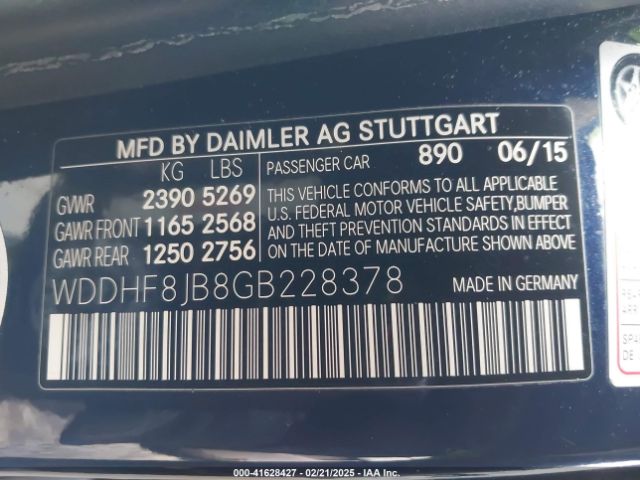 MFD BY DAIMLER AG STUTTGART
KG LBS
PASSENGER CAR 890 06/15
GVWR 2390 5269
GAWR FRONT 1165 2568
GAWR REAR 1250 2756
THIS VEHICLE CONFORMS TO ALL APPLICABLE
U.S. FEDERAL MOTOR VEHICLE SAFETY,BUMPER
AND THEFT PREVENTION STANDARDS IN EFFECT
ON DATE OF MANUFACTURE SHOWN ABOVE.
WDDHF8JB8GB228378 MADE IN GERMANY
000-41628427 - 02/21/2025 - IAA Inc.